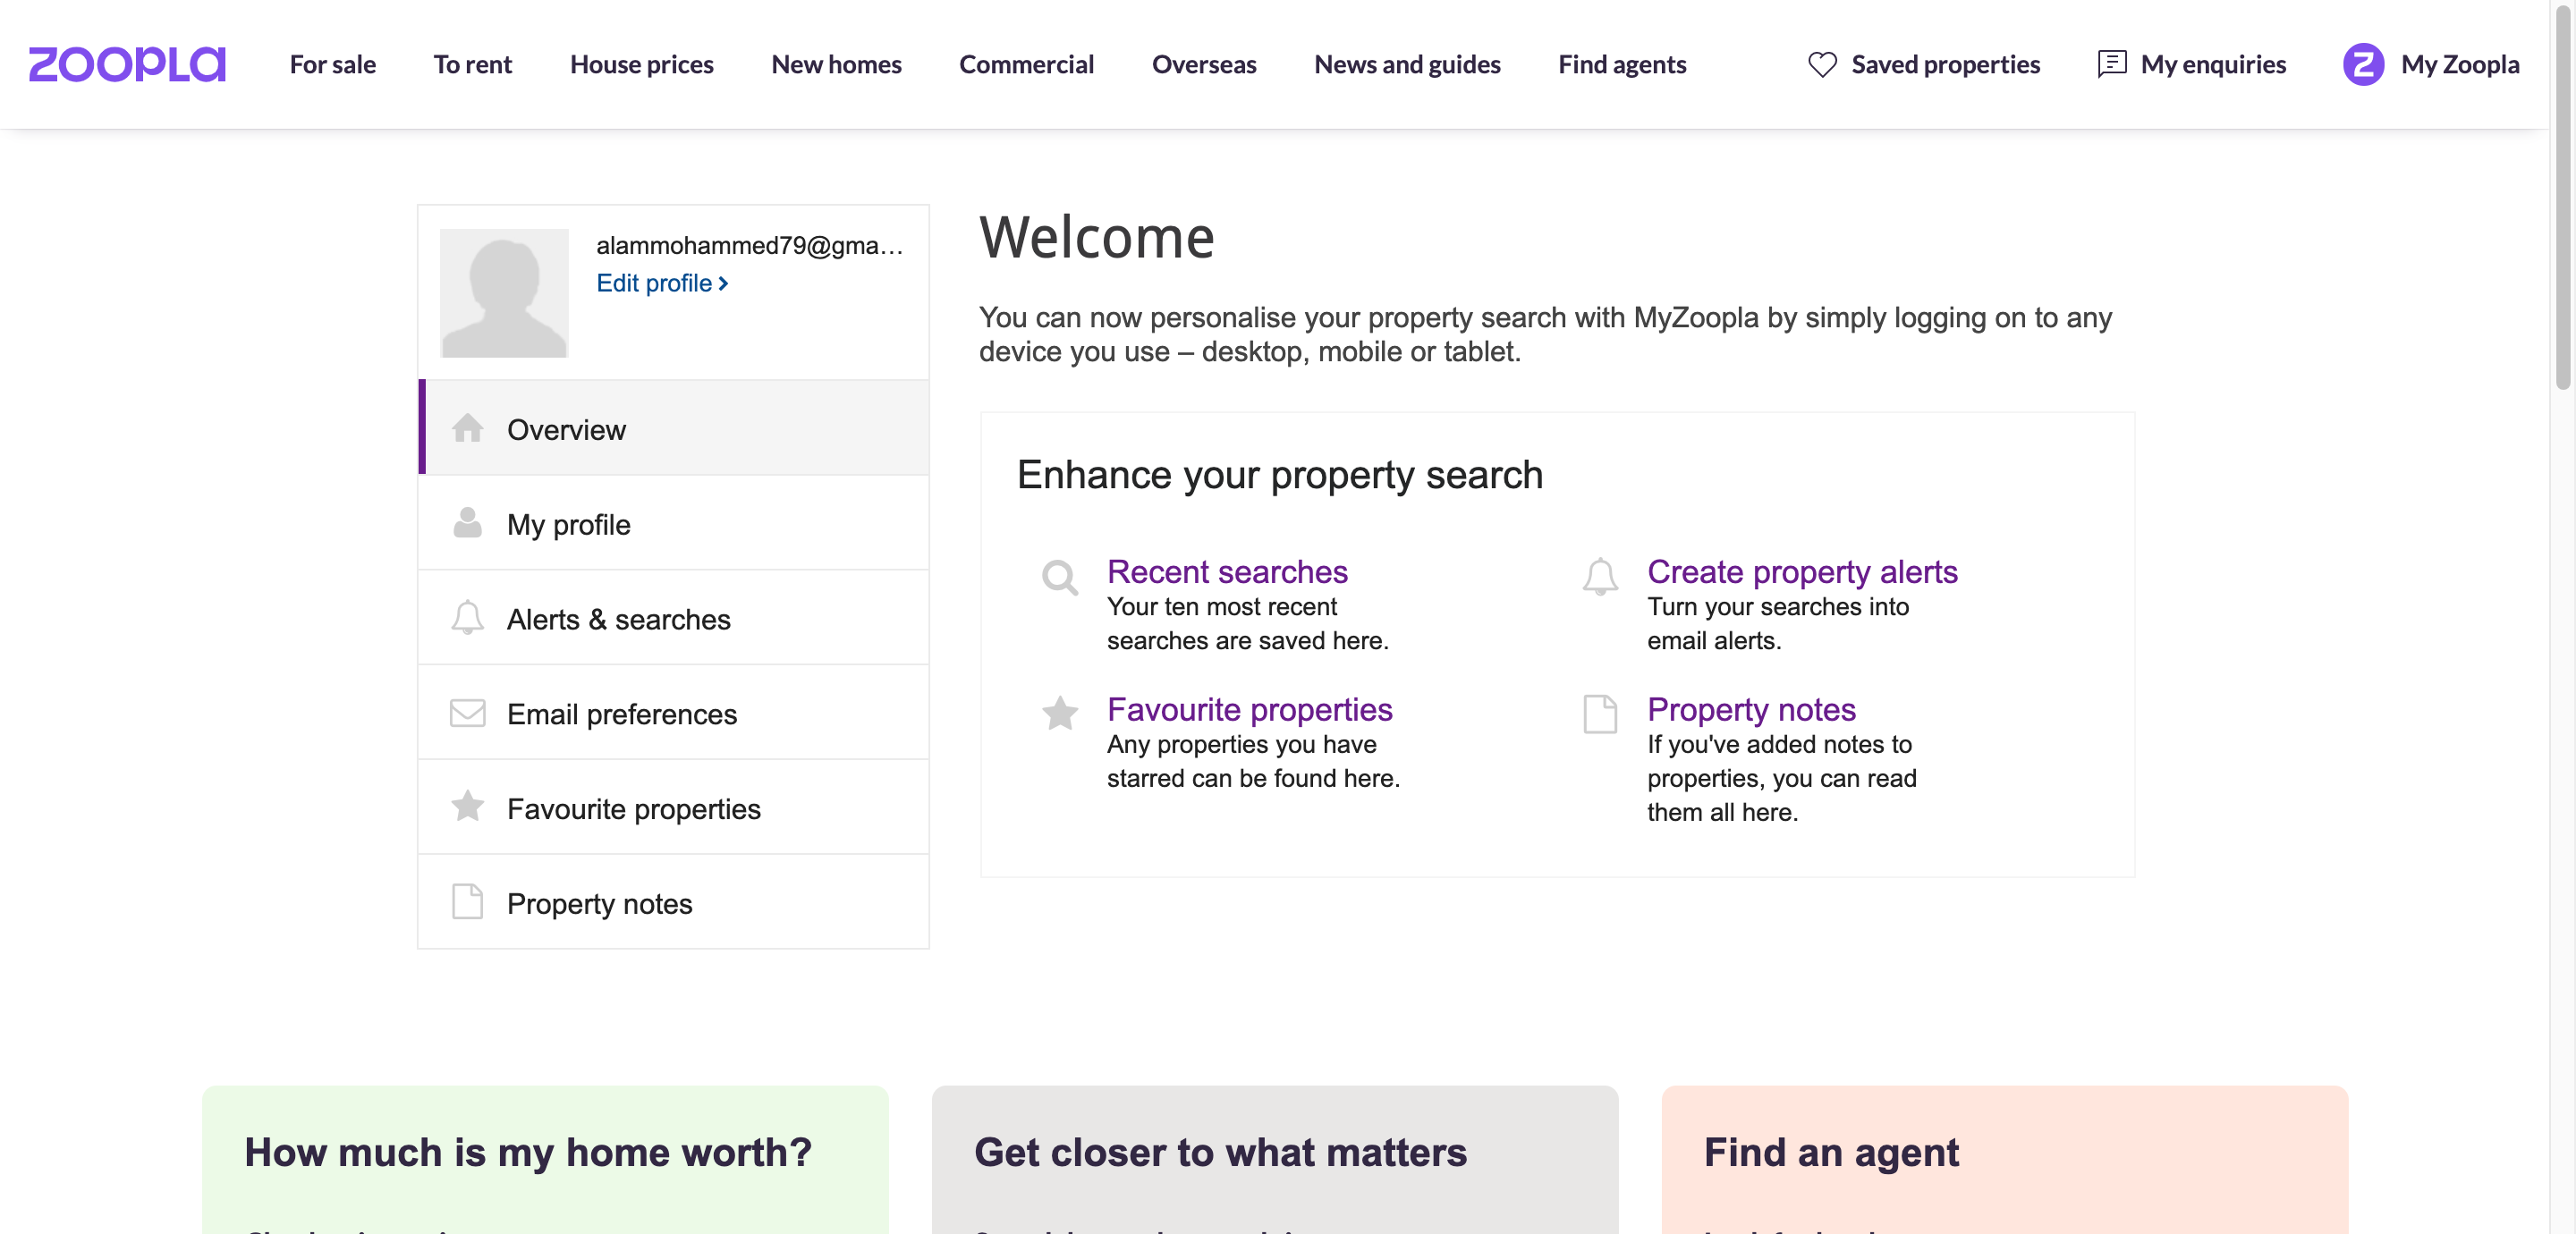 zoopla
For sale
To rent
House prices
New homes
Commercial
Overseas
News and guides
Find agents
Saved properties
My enquiries
My Zoopla
alammohammed79@gma...
Edit profile
Overview
My profile
Alerts & searches
Email preferences
Favourite properties
Property notes
Welcome
You can now personalise your property search with MyZoopla by simply logging on to any
device you use – desktop, mobile or tablet.
Enhance your property search
Recent searches
Your ten most recent
searches are saved here.
Create property alerts
Turn your searches into
email alerts.
Favourite properties
Any properties you have
starred can be found here.
Property notes
If you've added notes to
properties, you can read
them all here.
How much is my home worth?
Get closer to what matters
Find an agent